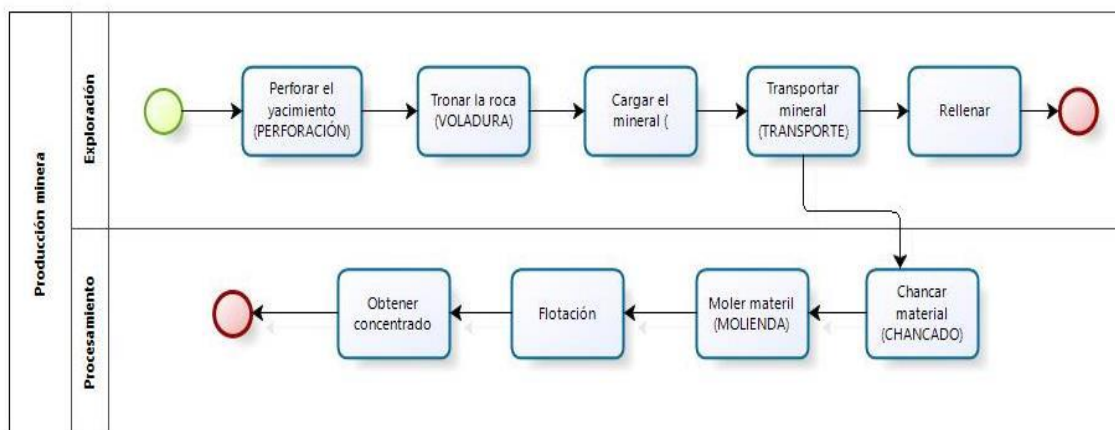 Producción minera
Exploración
Perforar el
yacimiento
(PERFORACIÓN)
Tronar la roca
(VOLADURA)
Cargar el
mineral (
Transportar
mineral
(TRANSPORTE)
Rellenar
Procesamiento
Obtener
concentrado
Flotación
Moler materil
(MOLIENDA)
Chancar
material
(CHANCADO)